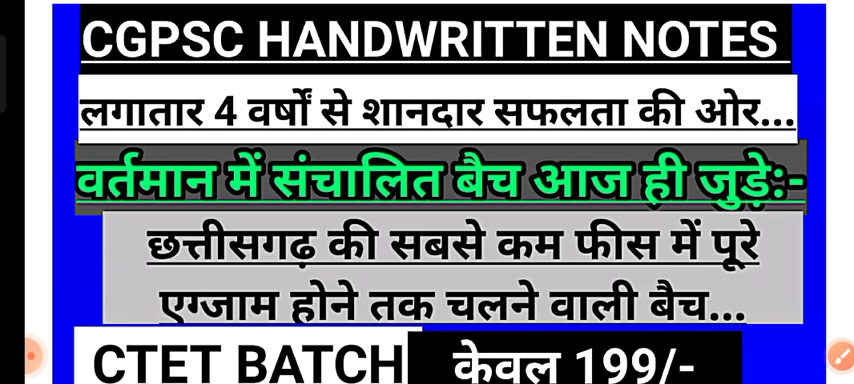 CGPSC HANDWRITTEN NOTES
लगातार 4 वर्षों से शानदार सफलता की ओर...
वर्तमान में संचालित बैच आज ही जुड़े:-
छत्तीसगढ़ की सबसे कम फीस में पूरे
एग्जाम होने तक चलने वाली बैच...
CTET BATCH केवल 199/-